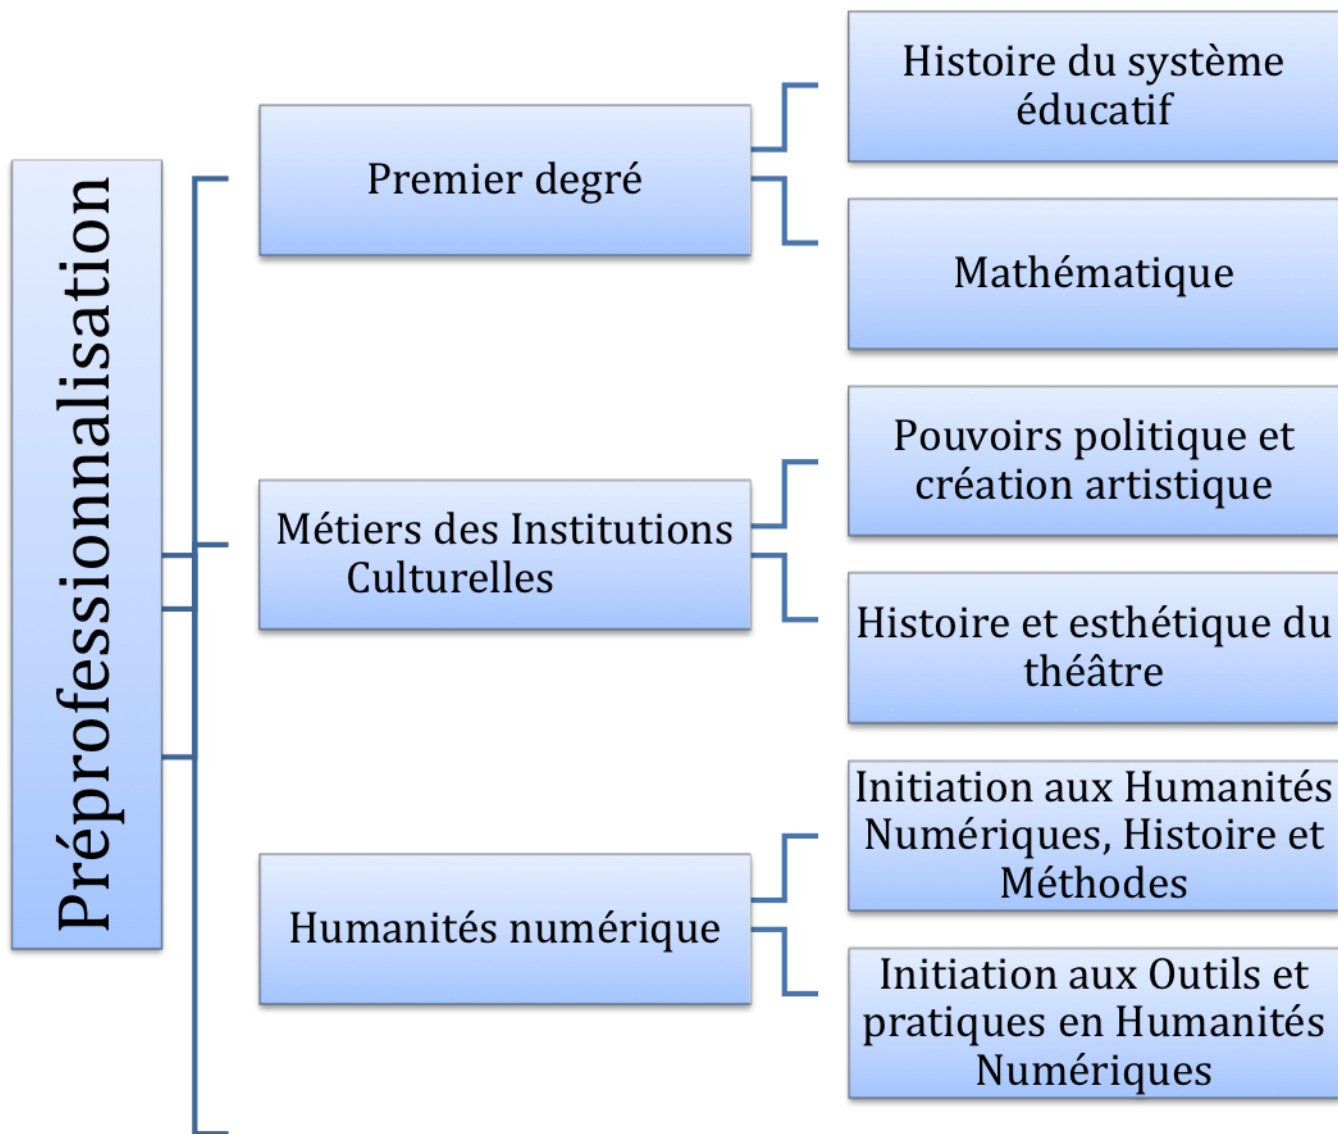 Préprofessionnalisation
Premier degré
Histoire du système
éducatif
Mathématique
Métiers des Institutions
Culturelles
Pouvoirs politique et
création artistique
Histoire et esthétique du
théâtre
Humanités numérique
Initiation aux Humanités
Numériques, Histoire et
Méthodes
Initiation aux Outils et
pratiques en Humanités
Numériques